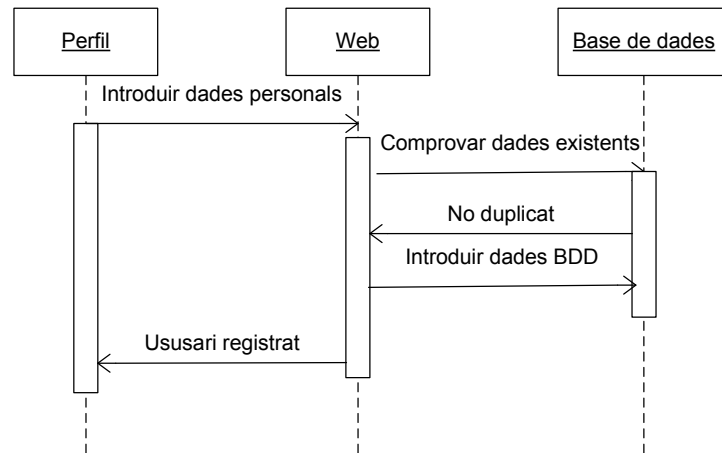 Perfil
Web
Base de dades
Introduir dades personals
Comprovar dades existents
No duplicat
Introduir dades BDD
Ususari registrat